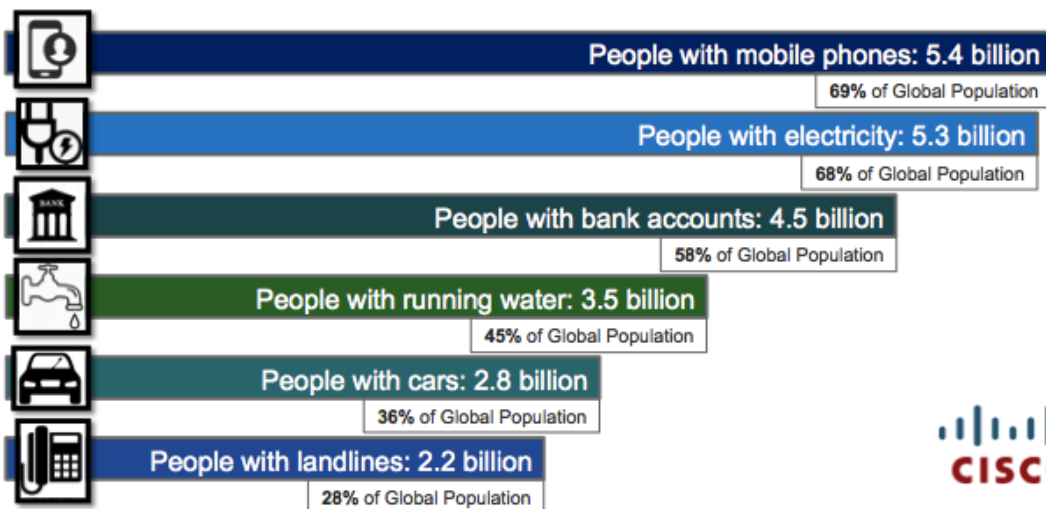 People with mobile phones: 5.4 billion
69% of Global Population
People with electricity: 5.3 billion
68% of Global Population
BANK
People with bank accounts: 4.5 billion
58% of Global Population
People with running water: 3.5 billion
45% of Global Population
People with cars: 2.8 billion
36% of Global Population
People with landlines: 2.2 billion
28% of Global Population
CISC